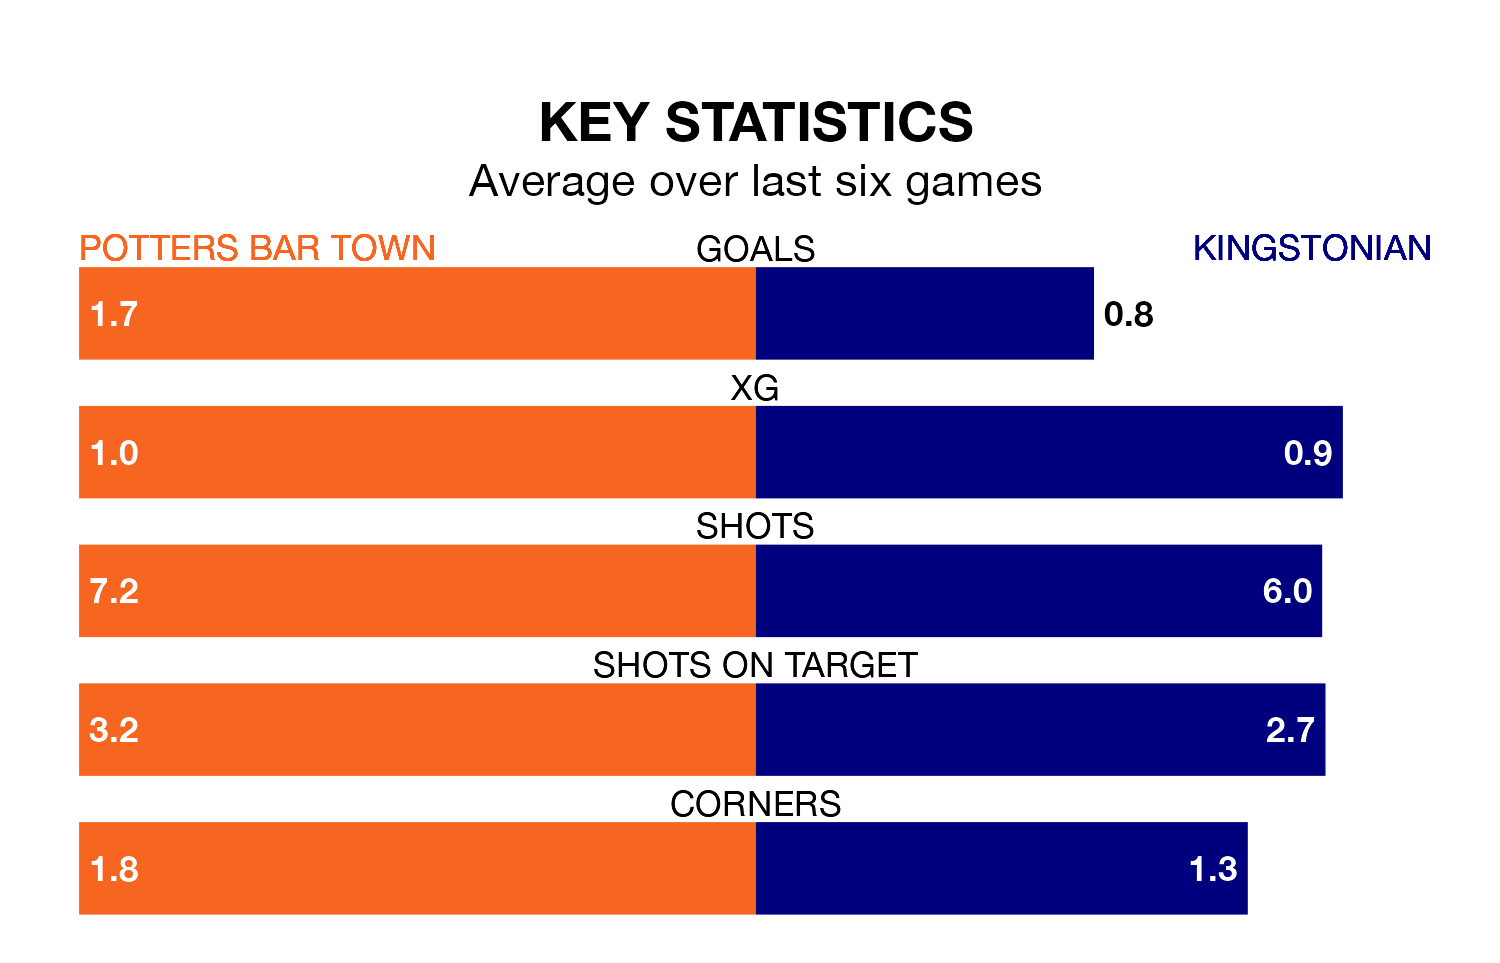 KEY STATISTICS
Average over last six games
POTTERS BAR TOWN GOALS KINGSTONIAN
1.7 0.8
XG
1.0 0.9
SHOTS
7.2 6.0
SHOTS ON TARGET
3.2 2.7
CORNERS
1.8 1.3